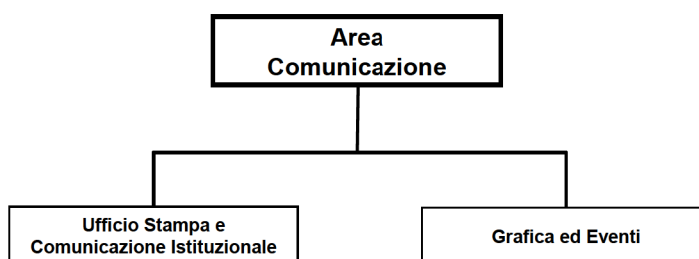 Area
Comunicazione
Ufficio Stampa e
Comunicazione Istituzionale
Grafica ed Eventi